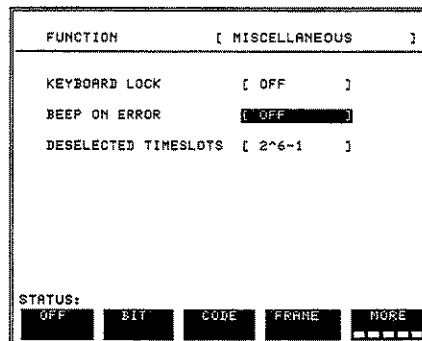 FUNCTION [ MISCELLANEOUS ]
KEYBOARD LOCK [ OFF ]
BEEP ON ERROR [ OFF ]
DESELECTED TIMESLOTS [ 2^6-1 ]
STATUS:
OFF BIT CODE FRAME MORE